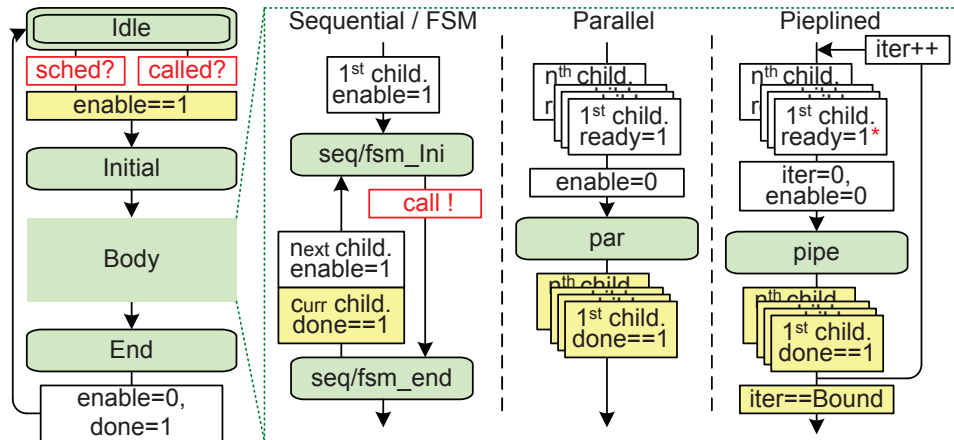 Idle
sched?
called?
enable==1
Initial
Body
End
enable=0,
done=1
Sequential / FSM
1st child.
enable=1
seq/fsm_Ini
call !
next child.
enable=1
curr child.
done==1
seq/fsm_end
Parallel
nth child.
1st child.
ready=1
enable=0
par
nth child.
1st child.
done==1
Pieplined
iter++
nth child.
1st child.
ready=1*
iter=0,
enable=0
pipe
nth child.
1st child.
done==1
iter==Bound